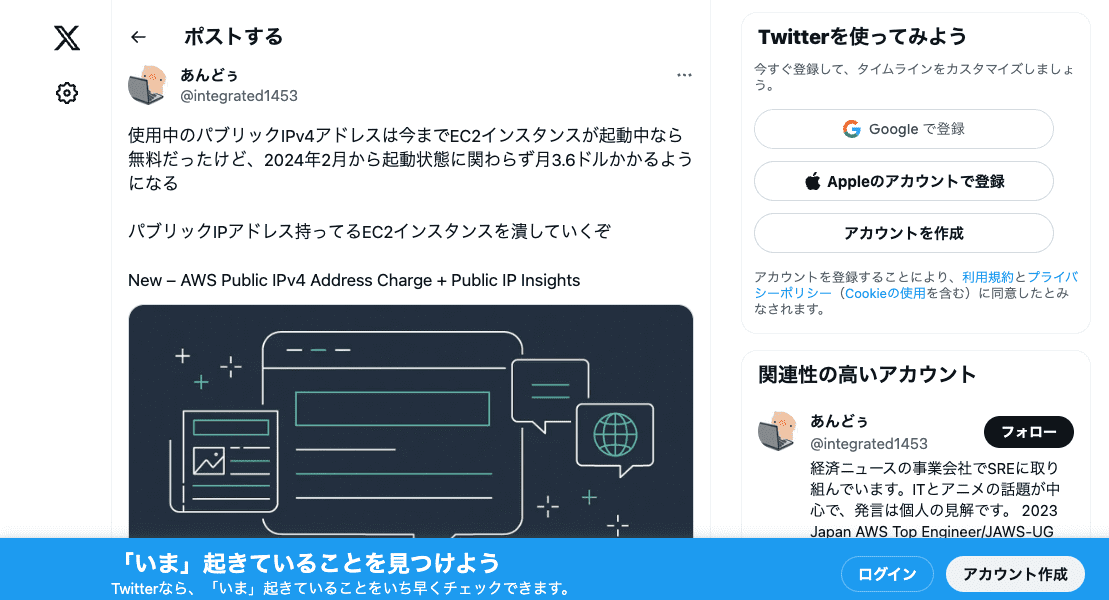 ポストする
あんどぅ
@integrated1453
使用中のパブリックIPv4アドレスは今までEC2インスタンスが起動中なら
無料だったけど、2024年2月から起動状態に関わらず月3.6ドルかかるよう
になる
パブリックIPアドレス持ってるEC2インスタンスを潰していくぞ
New – AWS Public IPv4 Address Charge + Public IP Insights
Twitterを使ってみよう
今すぐ登録して、タイムラインをカスタマイズしましょ
う。
Google で登録
Appleのアカウントで登録
アカウントを作成
アカウントを登録することにより、利用規約とプライバ
シーポリシー（Cookieの使用を含む）に同意したとみ
なされます。
関連性の高いアカウント
あんどぅ
@integrated1453
フォロー
経済ニュースの事業会社でSREに取り
組んでいます。ITとアニメの話題が中
心で、発言は個人の見解です。 2023
Japan AWS Top Engineer/JAWS-UG
「いま」起きていることを見つけよう
Twitterなら、「いま」起きていることをいち早くチェックできます。
ログイン
アカウント作成